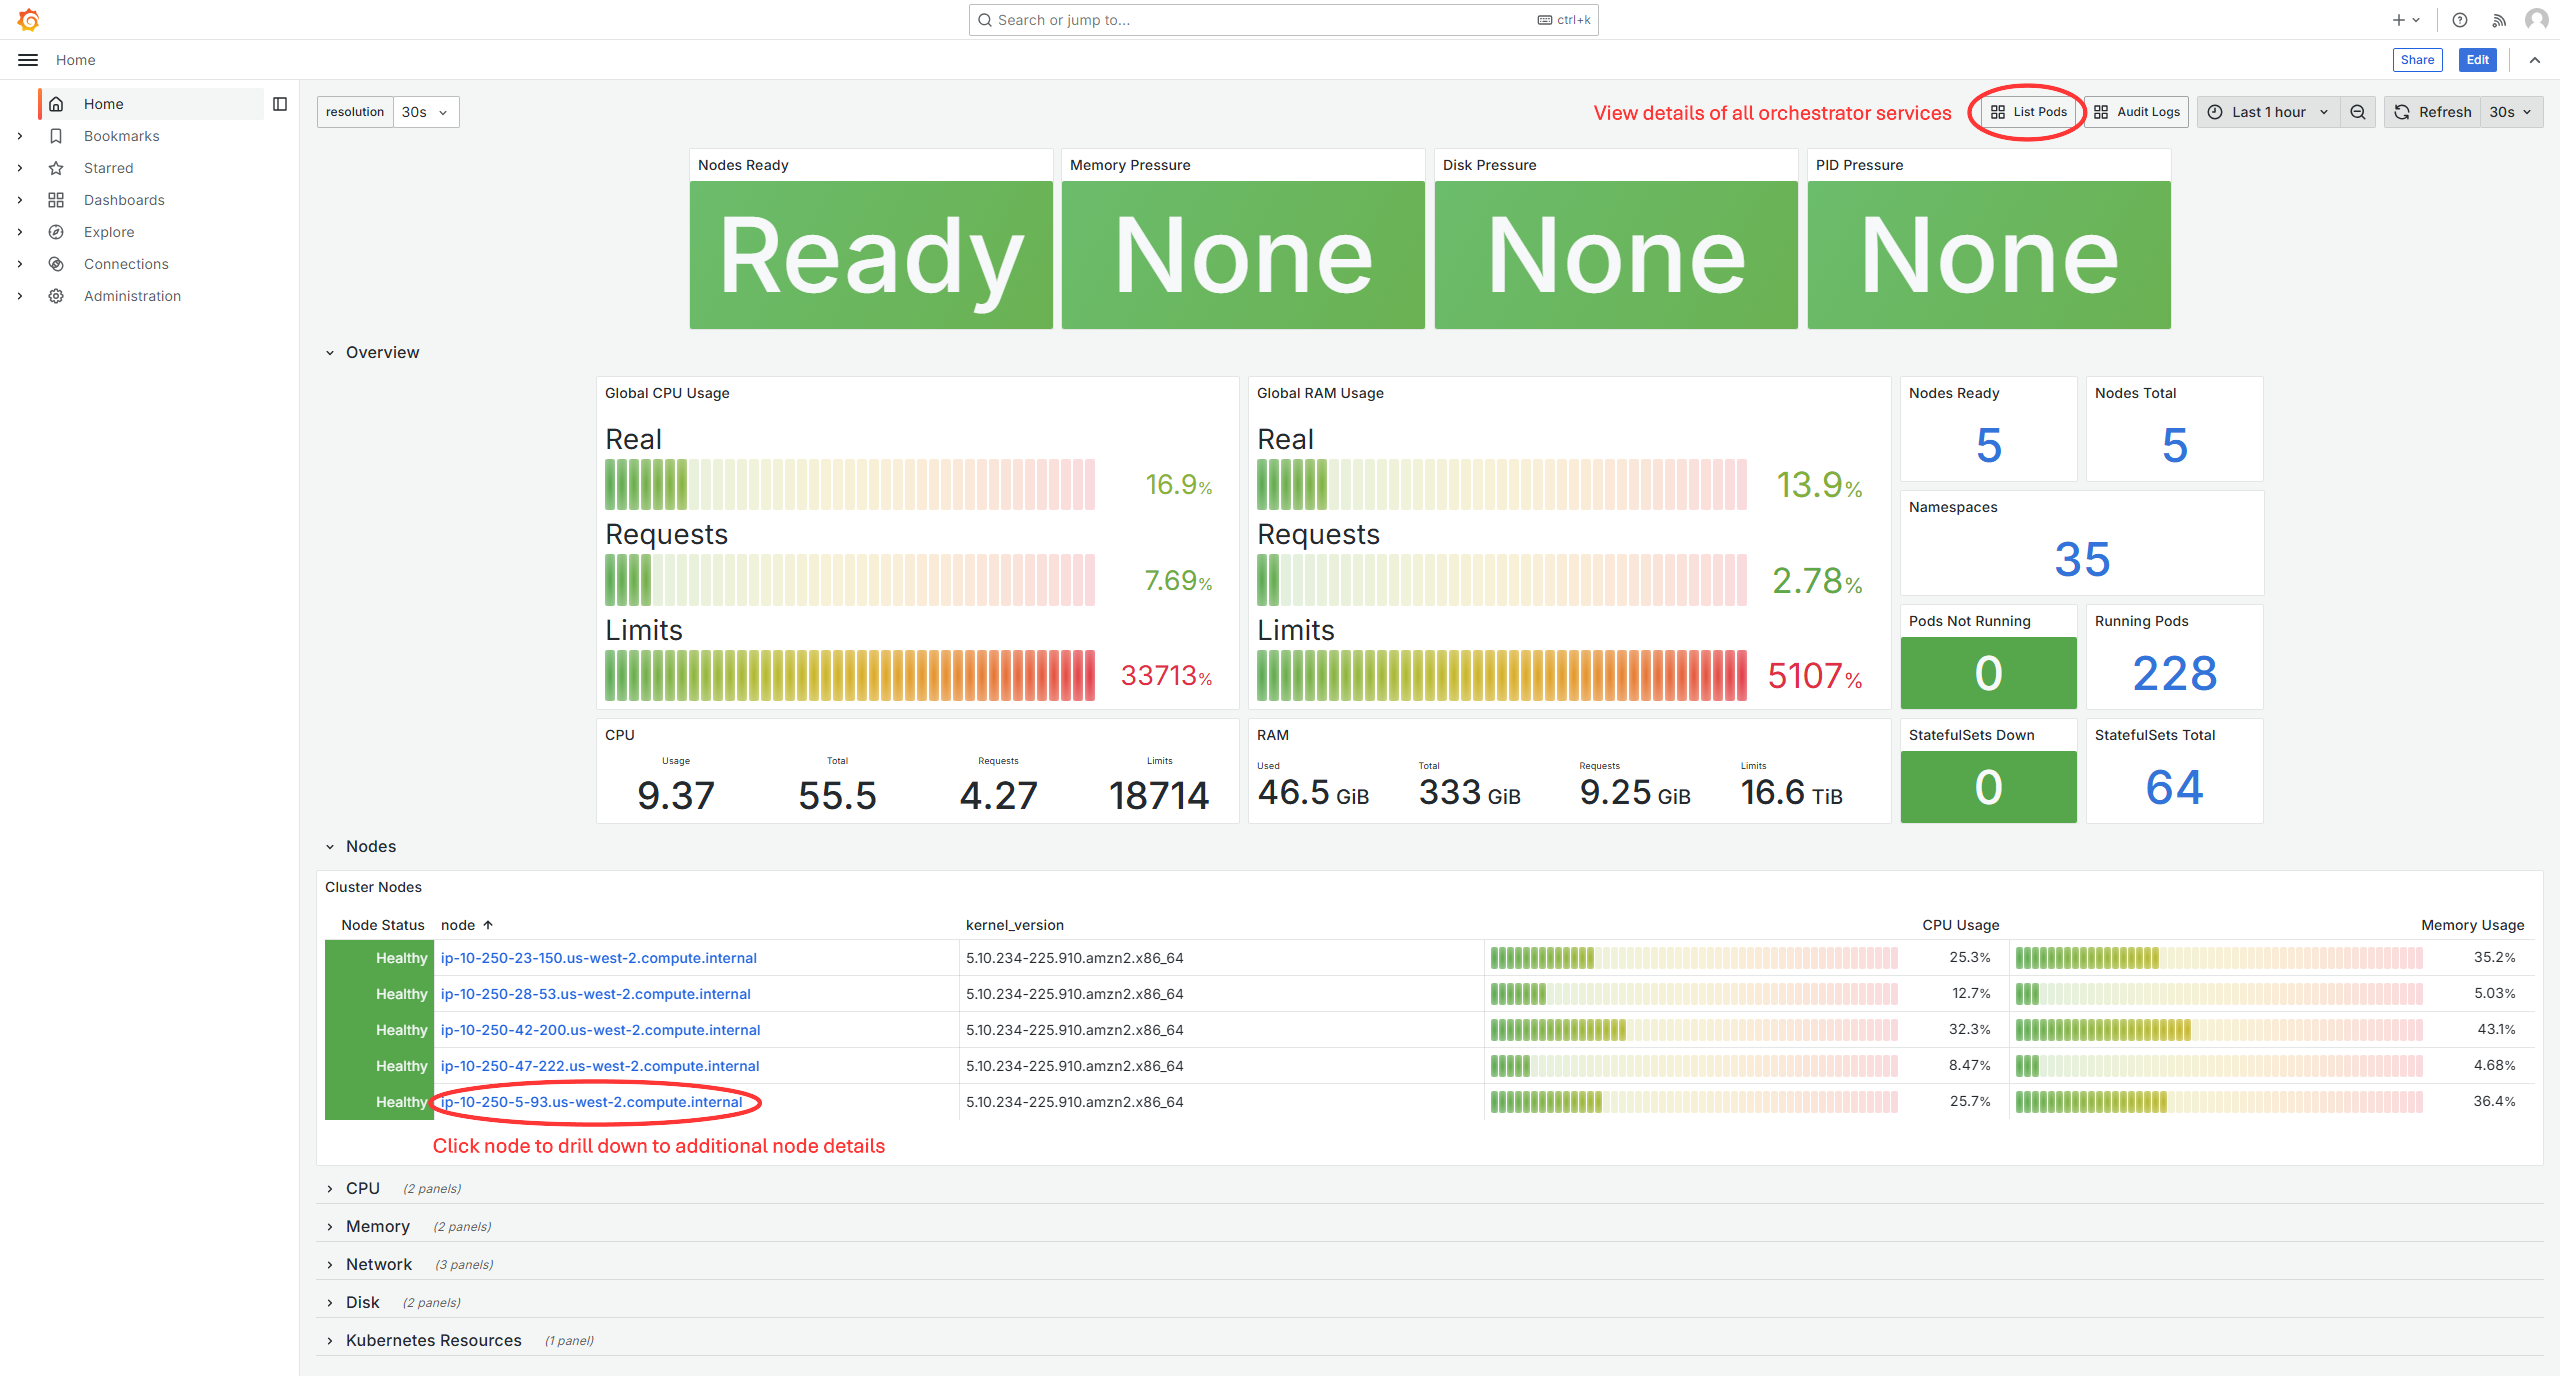 Search or jump to...
ctrl+k
Home
Share
Edit
Home
Bookmarks
Starred
Dashboards
Explore
Connections
Administration
resolution
30s
View details of all orchestrator services
List Pods
Audit Logs
Last 1 hour
Refresh
30s
Nodes Ready
Ready
Memory Pressure
None
Disk Pressure
None
PID Pressure
None
Overview
Global CPU Usage
Real
16.9%
Requests
7.69%
Limits
33713%
Global RAM Usage
Real
13.9%
Requests
2.78%
Limits
5107%
Nodes Ready
5
Nodes Total
5
Namespaces
35
Pods Not Running
0
Running Pods
228
CPU
Usage
9.37
Total
55.5
Requests
4.27
Limits
18714
RAM
Used
46.5 GiB
Total
333 GiB
Requests
9.25 GiB
Limits
16.6 TiB
StatefulSets Down
0
StatefulSets Total
64
Nodes
Cluster Nodes
Node Status node kernel_version CPU Usage Memory Usage
Healthy ip-10-250-23-150.us-west-2.compute.internal 5.10.234-225.910.amzn2.x86_64 25.3% 35.2%
Healthy ip-10-250-28-53.us-west-2.compute.internal 5.10.234-225.910.amzn2.x86_64 12.7% 5.03%
Healthy ip-10-250-42-200.us-west-2.compute.internal 5.10.234-225.910.amzn2.x86_64 32.3% 43.1%
Healthy ip-10-250-47-222.us-west-2.compute.internal 5.10.234-225.910.amzn2.x86_64 8.47% 4.68%
Healthy ip-10-250-5-93.us-west-2.compute.internal 5.10.234-225.910.amzn2.x86_64 25.7% 36.4%
Click node to drill down to additional node details
CPU (2 panels)
Memory (2 panels)
Network (3 panels)
Disk (2 panels)
Kubernetes Resources (1 panel)